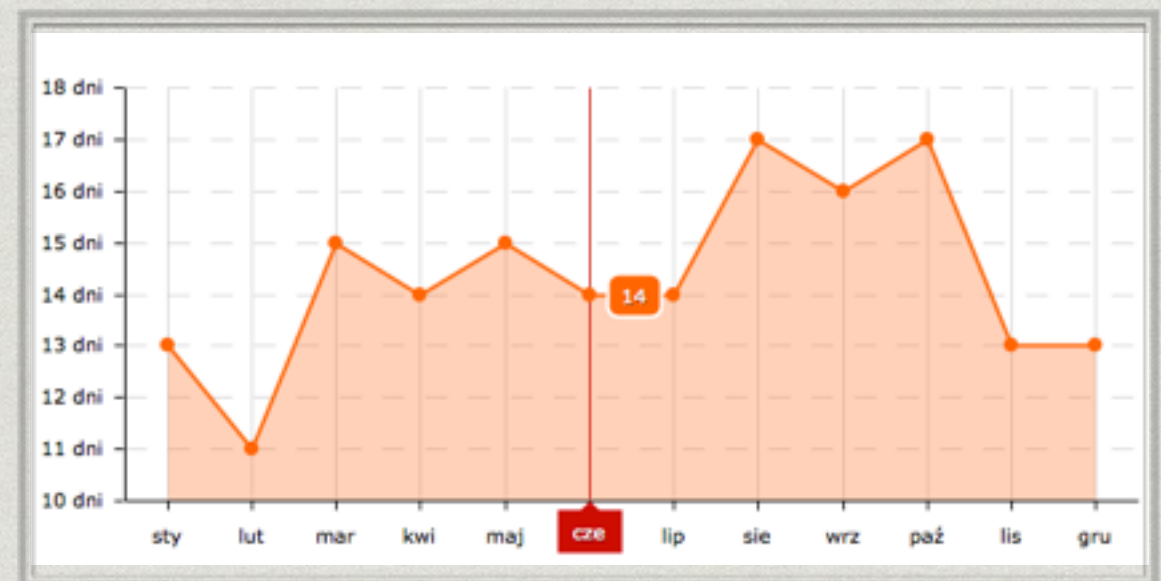 18 dni
17 dni
16 dni
15 dni
14 dni
14
13 dni
12 dni
11 dni
10 dni
sty lut mar kwi maj cze lip sie wrz paź lis gru